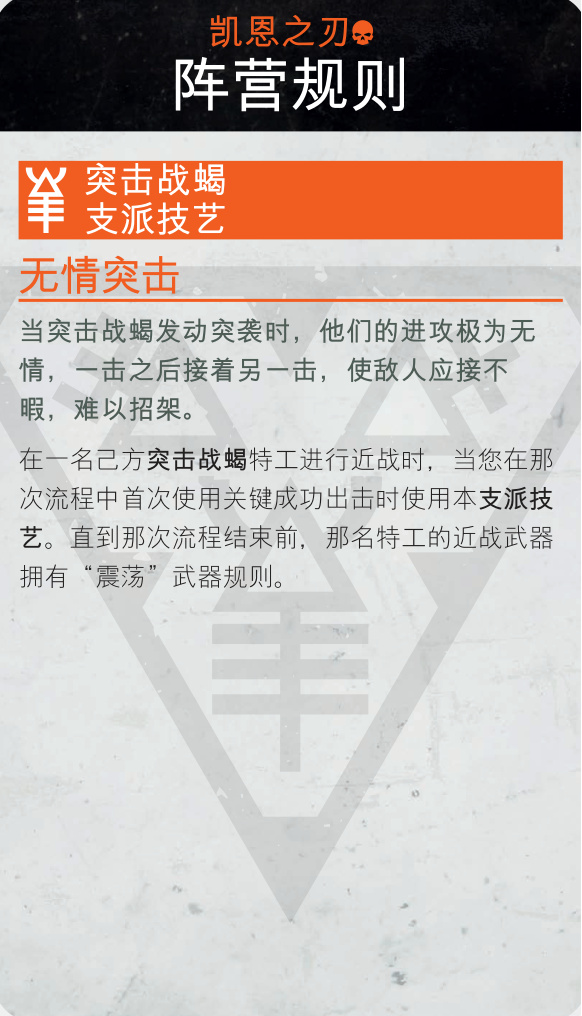 凯恩之刃
阵营规则
突击战蝎
支派技艺
无情突击
当突击战蝎发动突袭时，他们的进攻极为无
情，一击之后接着另一击，使敌人应接不
暇，难以招架。
在一名己方突击战蝎特工进行近战时，当您在那
次流程中首次使用关键成功出击时使用本支派技
艺。直到那次流程结束前，那名特工的近战武器
拥有“震荡”武器规则。